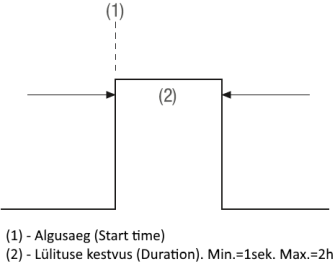 (1)
(2)
(1) - Algusaeg (Start time)
(2) - Lülituse kestvus (Duration). Min.=1sek. Max.=2h